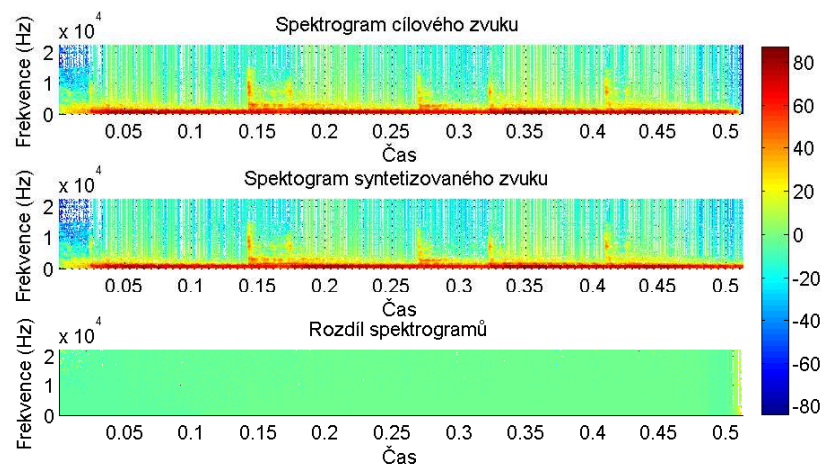 Spektrogram cílového zvuku
x 10^4
Frekvence (Hz)
2
1
0
0.05 0.1 0.15 0.2 0.25 0.3 0.35 0.4 0.45 0.5
Čas
Spektogram syntetizovaného zvuku
x 10^4
Frekvence (Hz)
2
1
0
0.05 0.1 0.15 0.2 0.25 0.3 0.35 0.4 0.45 0.5
Čas
Rozdíl spektrogramů
x 10^4
Frekvence (Hz)
2
1
0
0.05 0.1 0.15 0.2 0.25 0.3 0.35 0.4 0.45 0.5
Čas
80
60
40
20
0
-20
-40
-60
-80